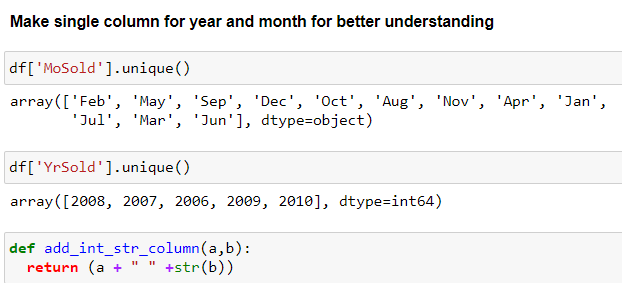 Make single column for year and month for better understanding
df['MoSold'].unique()
array(['Feb', 'May', 'Sep', 'Dec', 'Oct', 'Aug', 'Nov', 'Apr', 'Jan',
       'Jul', 'Mar', 'Jun'], dtype=object)
df['YrSold'].unique()
array([2008, 2007, 2006, 2009, 2010], dtype=int64)
def add_int_str_column(a,b):
  return (a + " " +str(b))